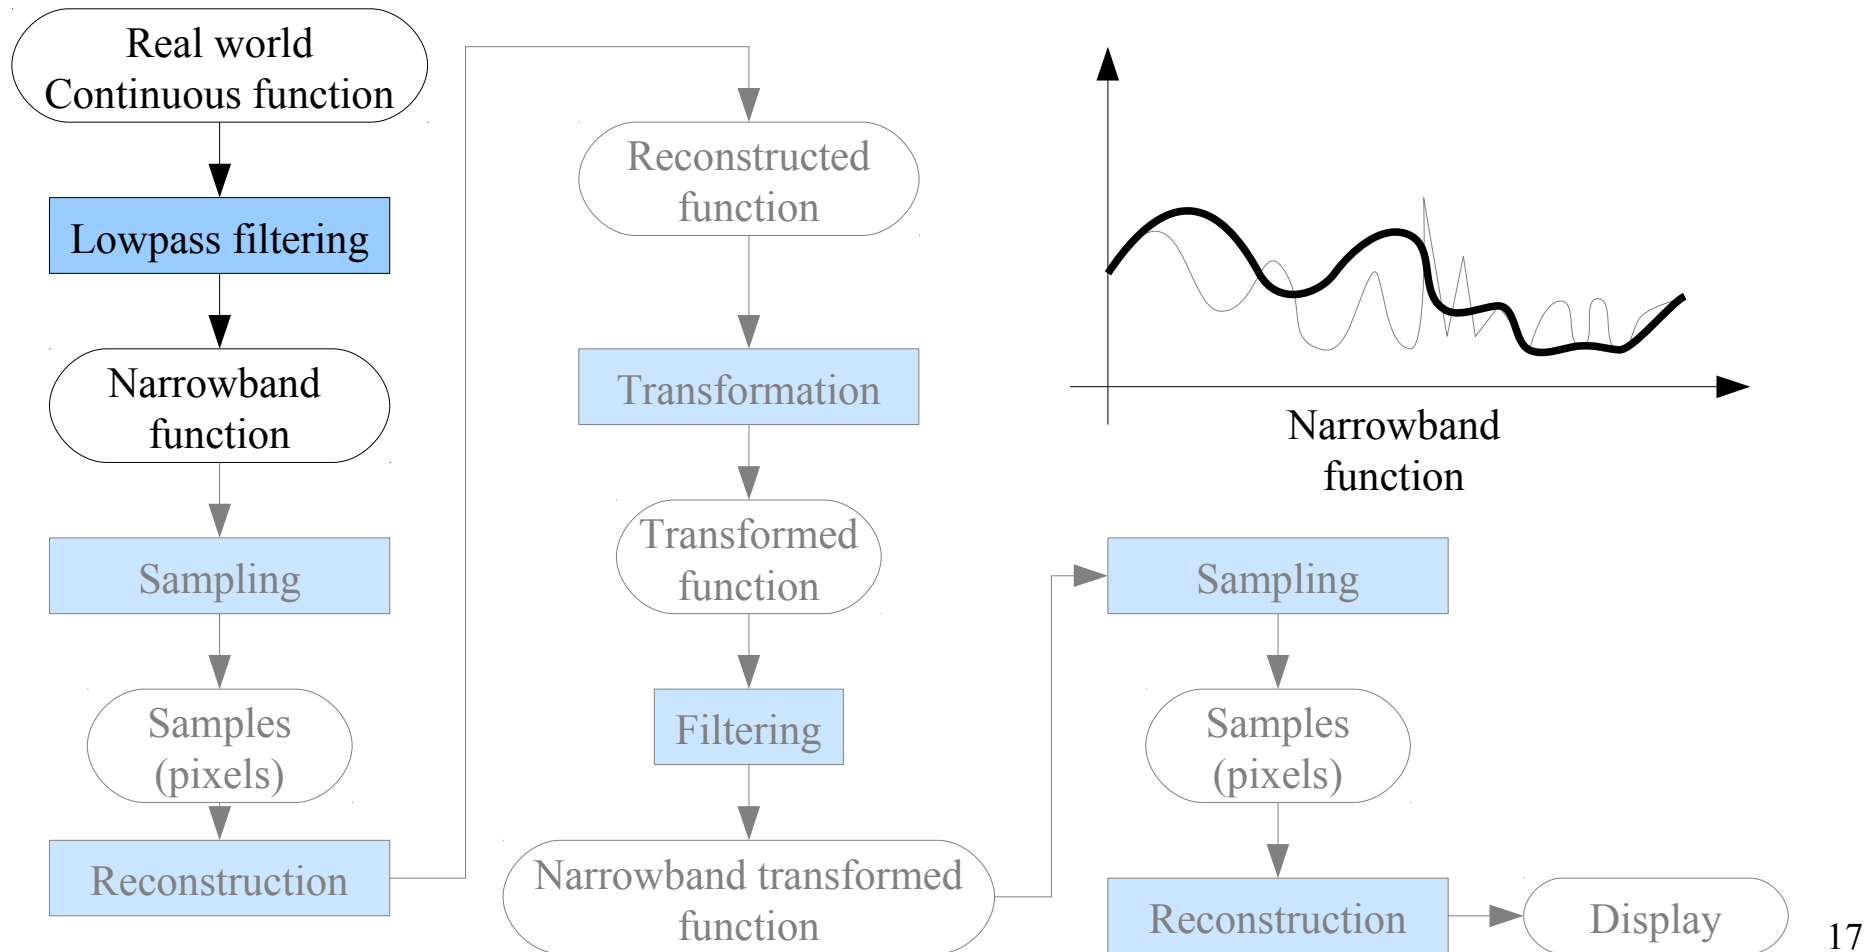 Real world
Continuous function
Lowpass filtering
Narrowband
function
Sampling
Samples
(pixels)
Reconstruction
Reconstructed
function
Transformation
Transformed
function
Filtering
Narrowband transformed
function
Narrowband
function
Sampling
Samples
(pixels)
Reconstruction
Display
17